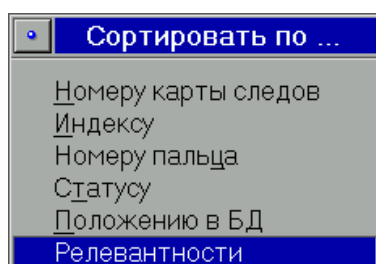 Сортировать по ...
Номеру карты следов
Индексу
Номеру пальца
Статусу
Положению в БД
Релевантности